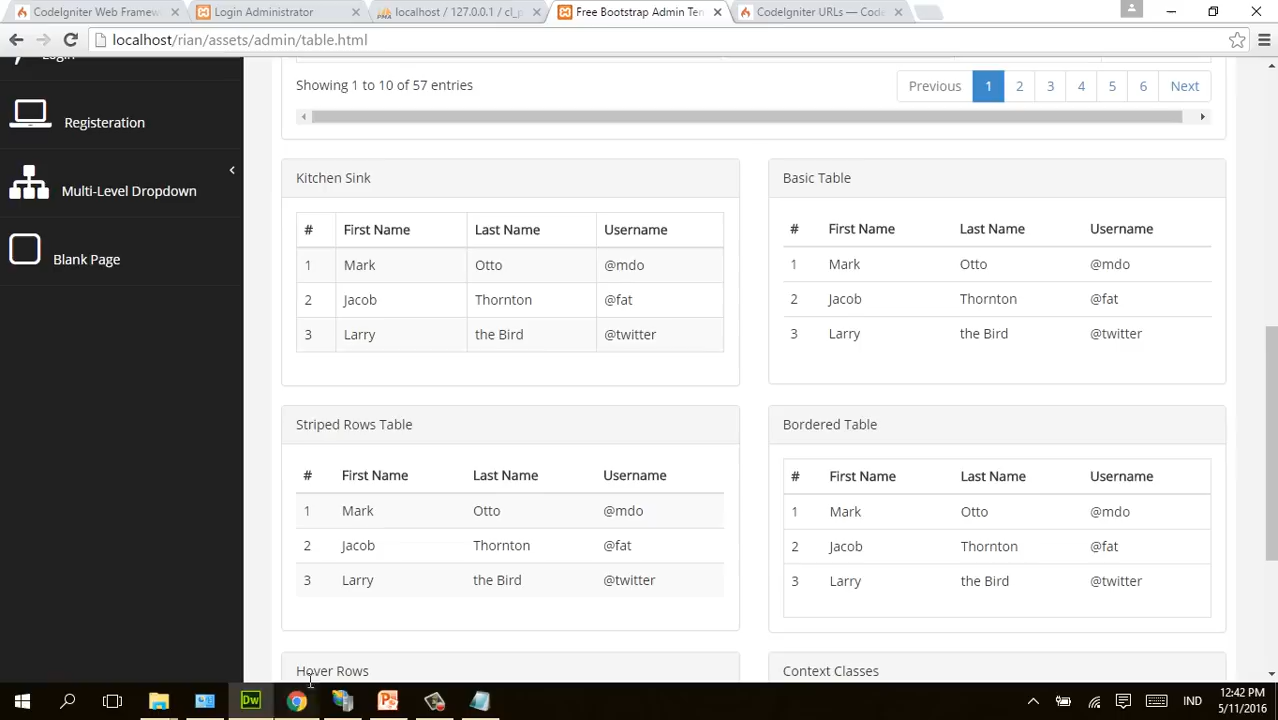 CodeIgniter Web Framew
Login Administrator
localhost / 127.0.0.1 / ci_p
Free Bootstrap Admin Ten
CodeIgniter URLs — Code
localhost/rian/assets/admin/table.html
Login
Registeration
Multi-Level Dropdown
Blank Page
Showing 1 to 10 of 57 entries
Previous 1 2 3 4 5 6 Next
Kitchen Sink
# First Name Last Name Username
1 Mark Otto @mdo
2 Jacob Thornton @fat
3 Larry the Bird @twitter
Basic Table
# First Name Last Name Username
1 Mark Otto @mdo
2 Jacob Thornton @fat
3 Larry the Bird @twitter
Striped Rows Table
# First Name Last Name Username
1 Mark Otto @mdo
2 Jacob Thornton @fat
3 Larry the Bird @twitter
Bordered Table
# First Name Last Name Username
1 Mark Otto @mdo
2 Jacob Thornton @fat
3 Larry the Bird @twitter
Hover Rows
Context Classes
Dw
IND
12:42 PM
5/11/2016